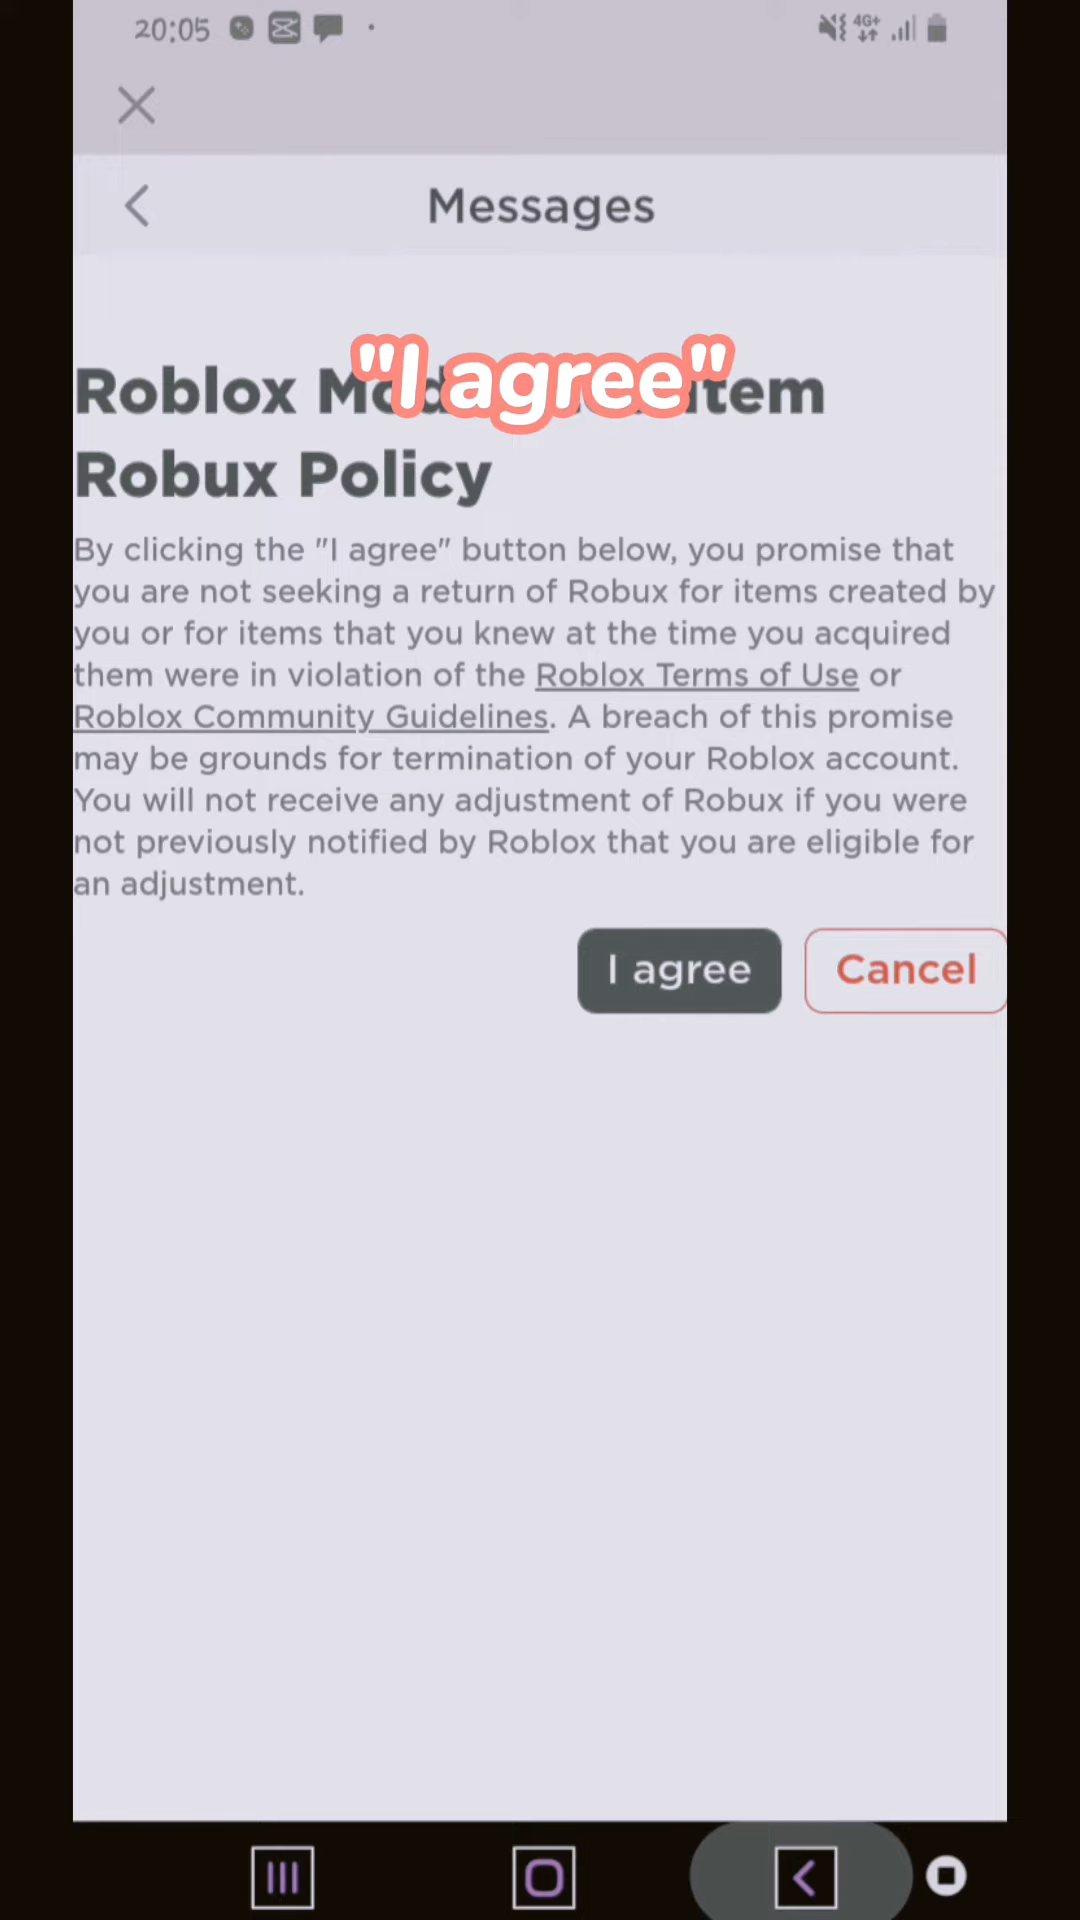 20:05
4G+
Messages
"I agree"
Roblox
Robux Policy
By clicking the "I agree" button below, you promise that
you are not seeking a return of Robux for items created by
you or for items that you knew at the time you acquired
them were in violation of the Roblox Terms of Use or
Roblox Community Guidelines. A breach of this promise
may be grounds for termination of your Roblox account.
You will not receive any adjustment of Robux if you were
not previously notified by Roblox that you are eligible for
an adjustment.
I agree
Cancel